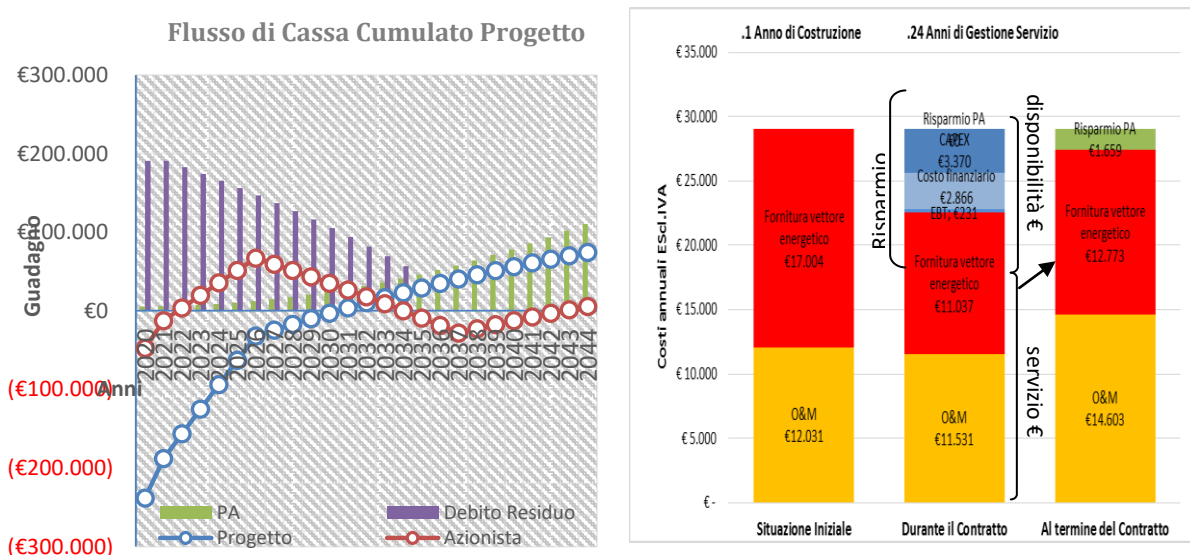 Flusso di Cassa Cumulato Progetto
Guadagno
€300.000
€200.000
€100.000
€0
(€100.000)
(€200.000)
(€300.000)
Anni
2020
2021
2022
2023
2024
2025
2026
2027
2028
2029
2030
2031
2032
2033
2034
2035
2036
2037
2038
2039
2040
2041
2042
2043
2044
PA
Debito Residuo
Progetto
Azionista
.1 Anno di Costruzione
.24 Anni di Gestione Servizio
Costi annuali EScl.IVA
€35.000
€ 30.000
€25.000
€20.000
€15.000
€10.000
€5.000
€ -
Fornitura vettore
energetico
€17.004
O&M
€12.031
Situazione Iniziale
Risparmio
Risparmio PA
CAPEX
€3.370
Costo finanziario
€2.866
EBT; €231
Fornitura vettore
energetico
€11.037
O&M
€11.531
Durante il Contratto
disponibilità €
servizio €
Risparmio PA
€1.659
Fornitura vettore
energetico
€12.773
O&M
€14.603
Al termine del Contratto